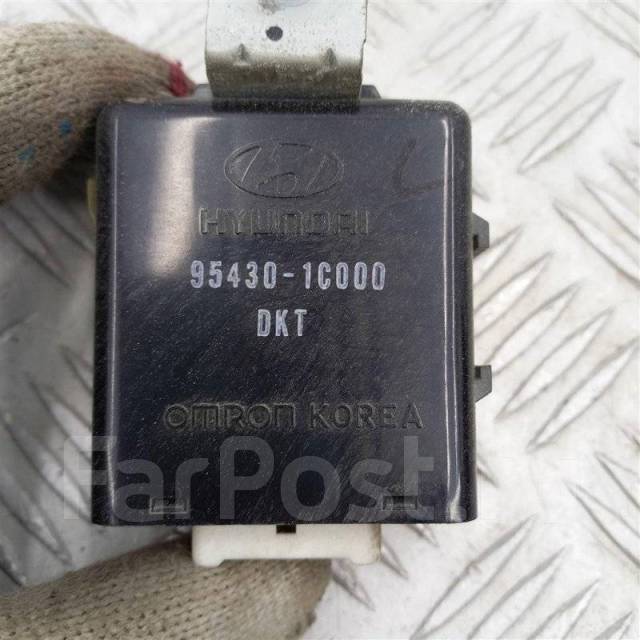 HYUNDAI
95430-1C000
DKT
OMRON KOREA
FarPost